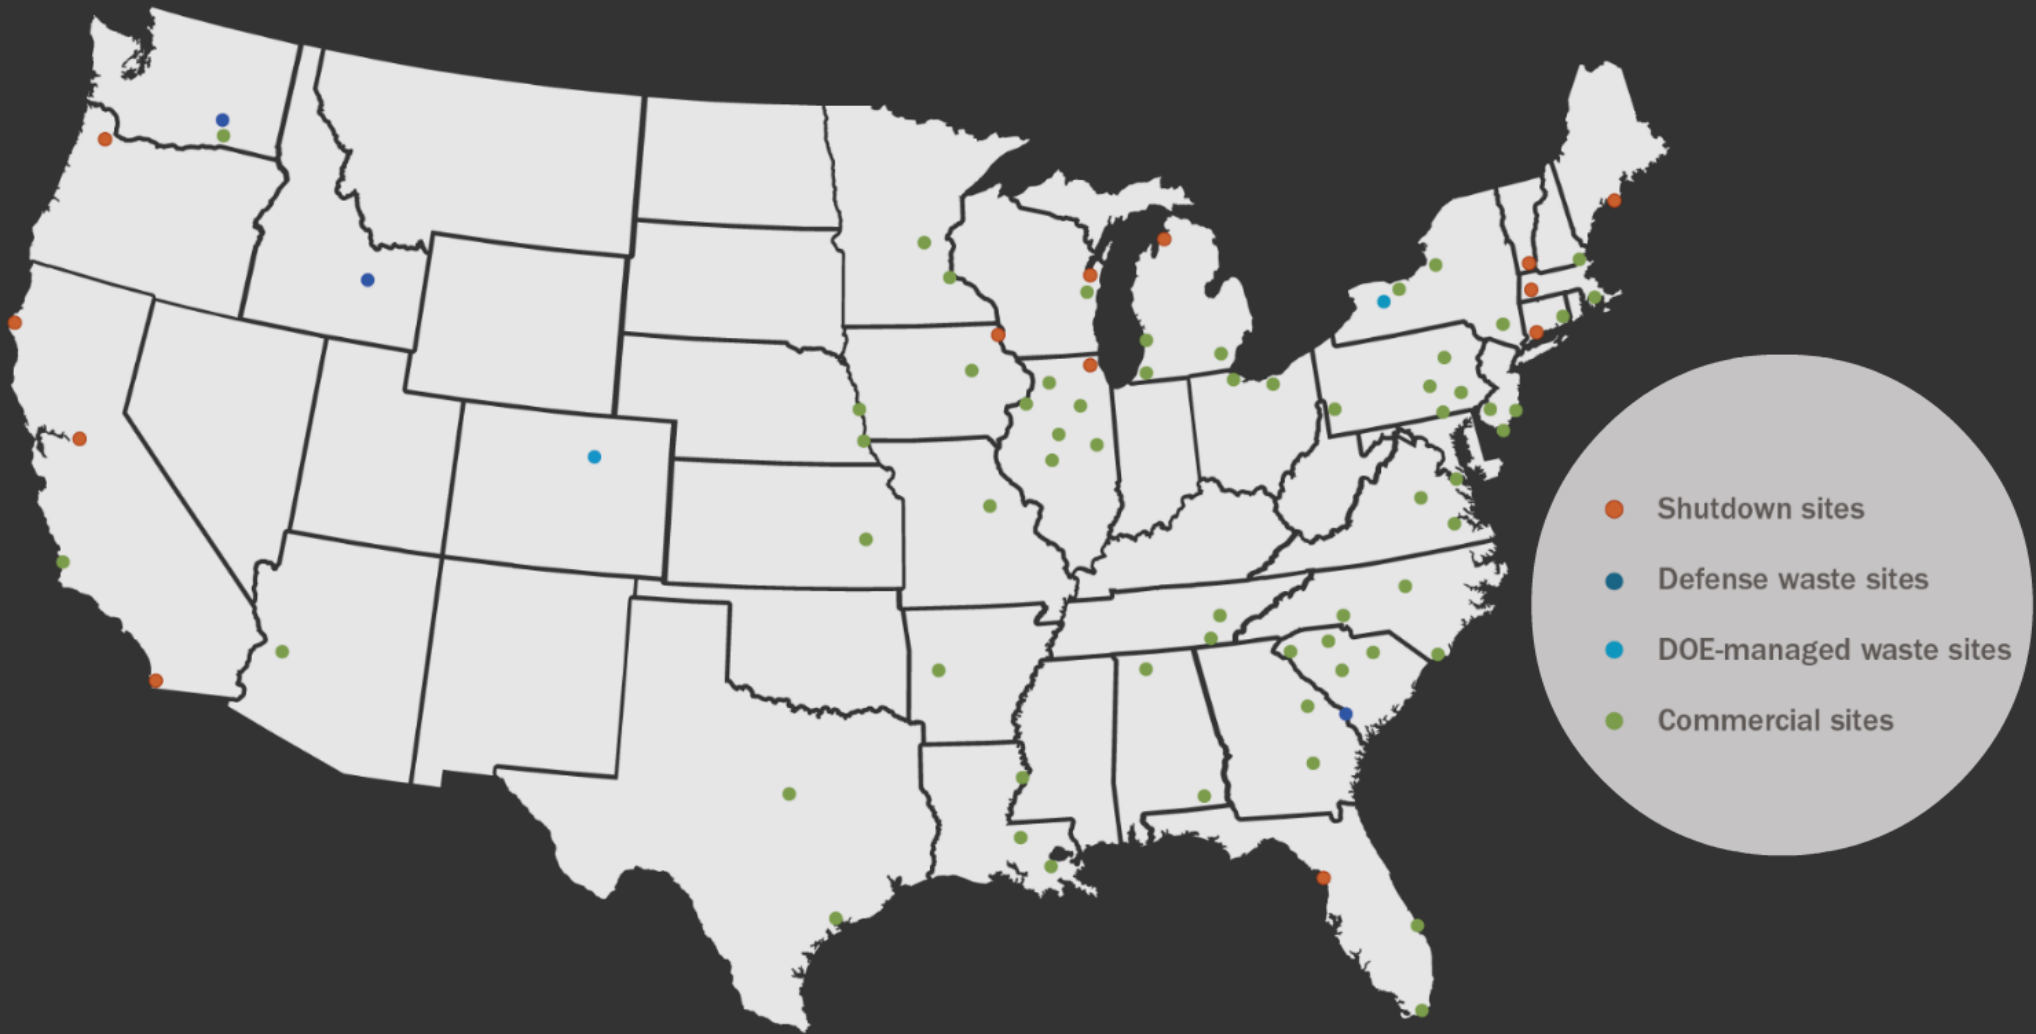 Shutdown sites
Defense waste sites
DOE-managed waste sites
Commercial sites